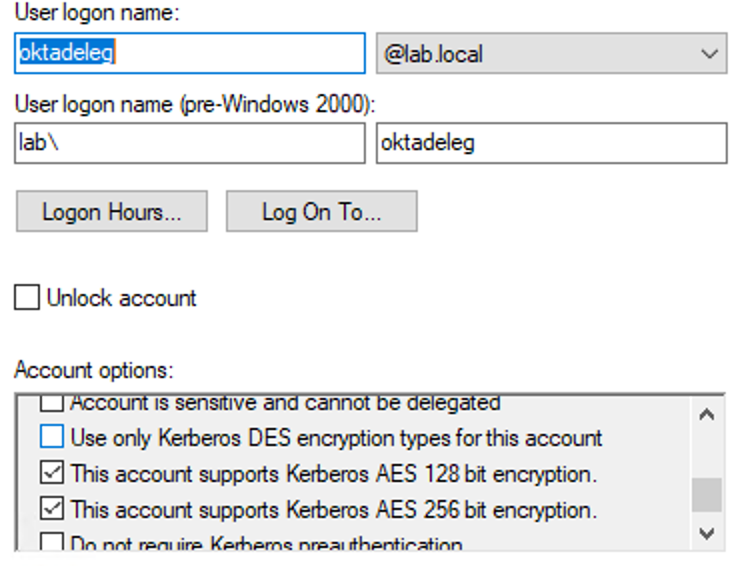 User logon name:
oktadeleg @lab.local
User logon name (pre-Windows 2000):
lab\ oktadeleg
Logon Hours... Log On To...
Unlock account
Account options:
Account is sensitive and cannot be delegated
Use only Kerberos DES encryption types for this account
This account supports Kerberos AES 128 bit encryption.
This account supports Kerberos AES 256 bit encryption.
Do not require Kerberos preauthentication